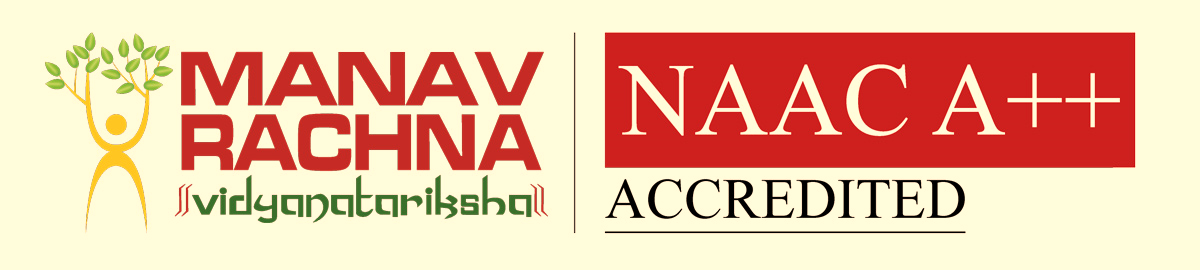 MANAV
RACHNA
vidyanatariksha
NAAC A++
ACCREDITED